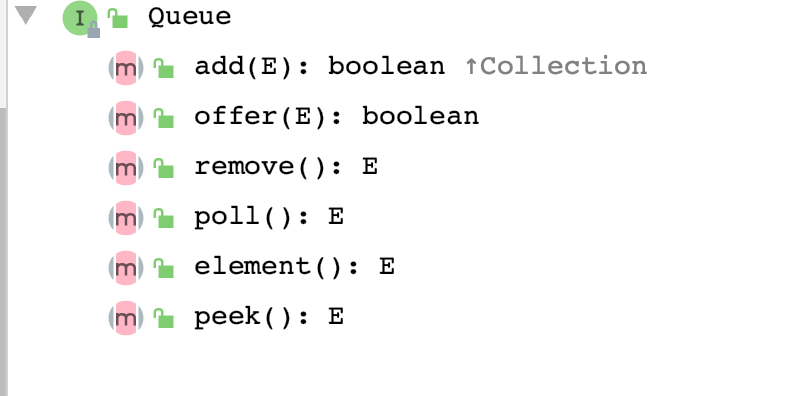 I Queue
m add(E): boolean ↑Collection
m offer(E): boolean
m remove(): E
m poll(): E
m element(): E
m peek(): E